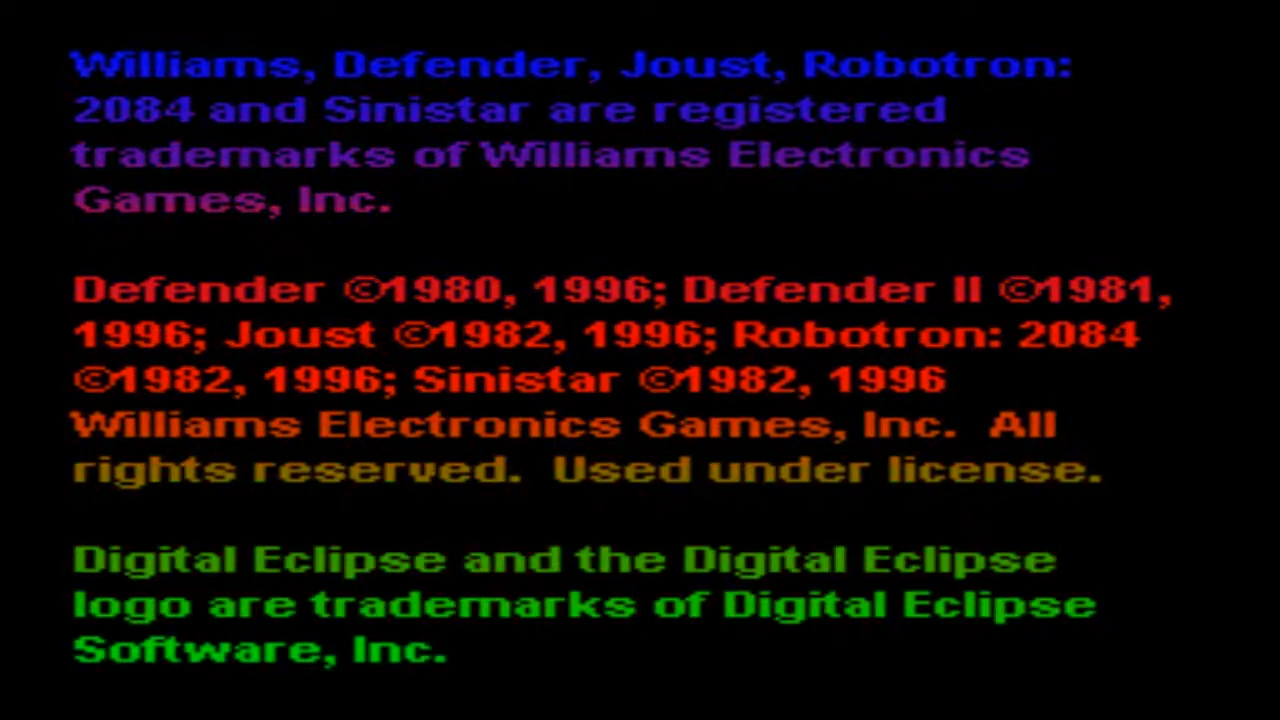 Williams, Defender, Joust, Robotron:
2084 and Sinistar are registered
trademarks of Williams Electronics
Games, Inc.
Defender ©1980, 1996; Defender II ©1981,
1996; Joust ©1982, 1996; Robotron: 2084
©1982, 1996; Sinistar ©1982, 1996
Williams Electronics Games, Inc.  All
rights reserved.  Used under license.
Digital Eclipse and the Digital Eclipse
logo are trademarks of Digital Eclipse
Software, Inc.